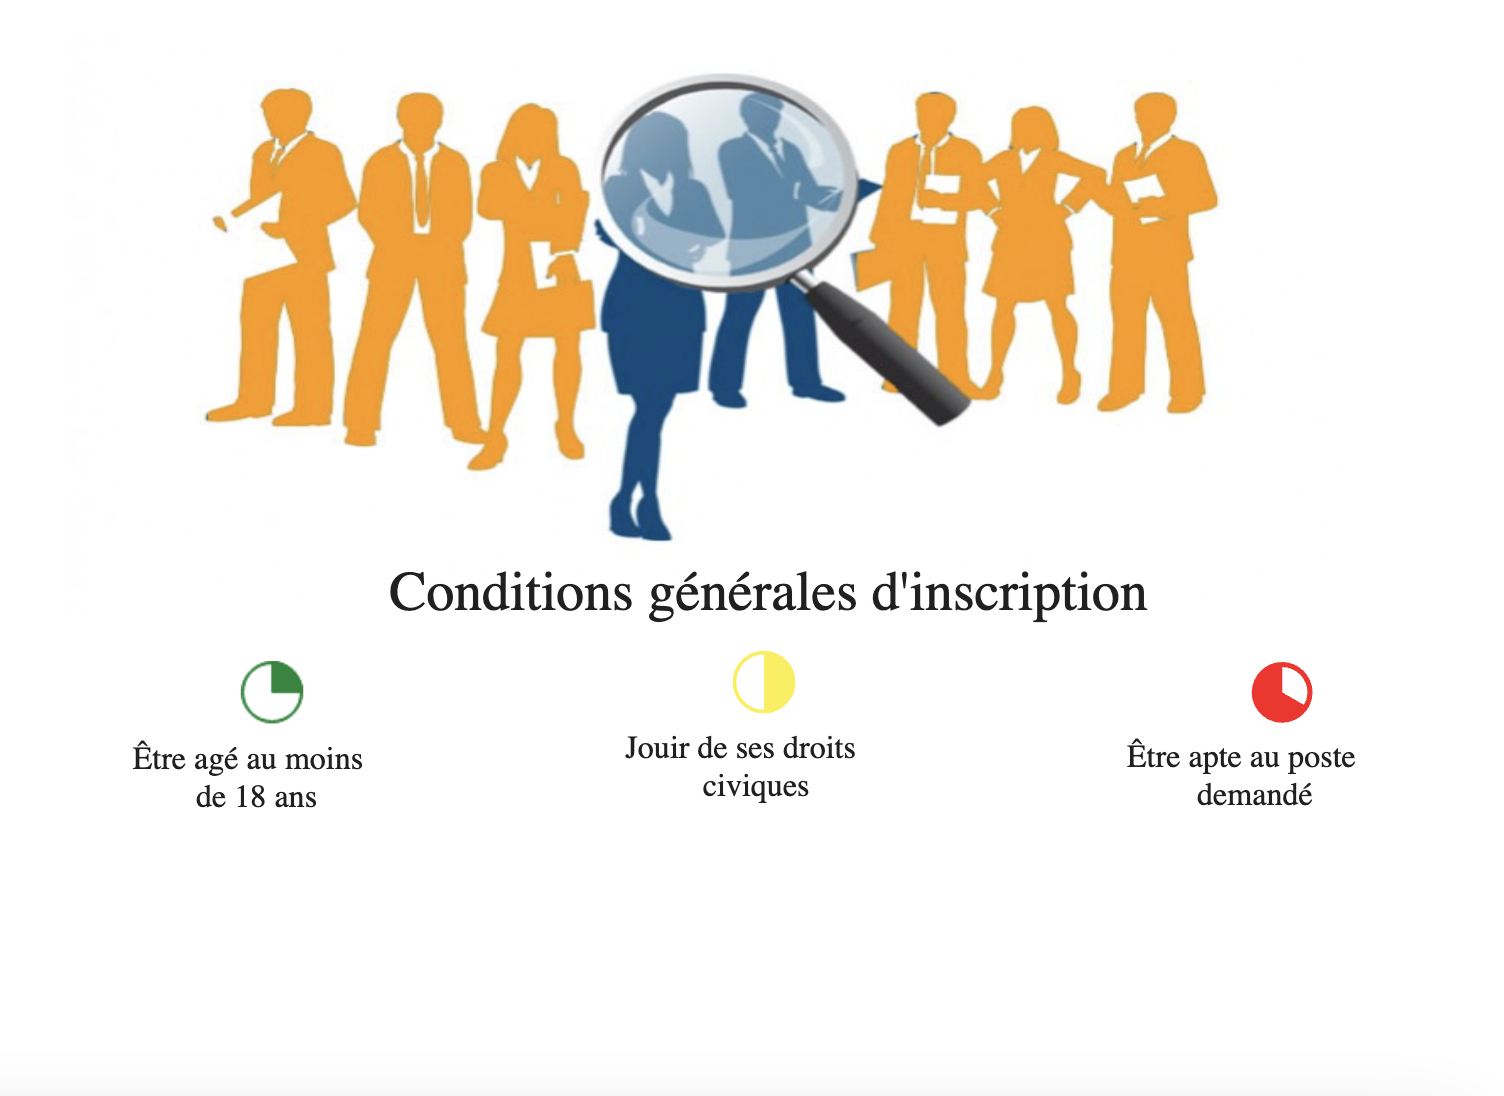 Conditions générales d'inscription
Être agé au moins
de 18 ans
Jouir de ses droits
civiques
Être apte au poste
demandé